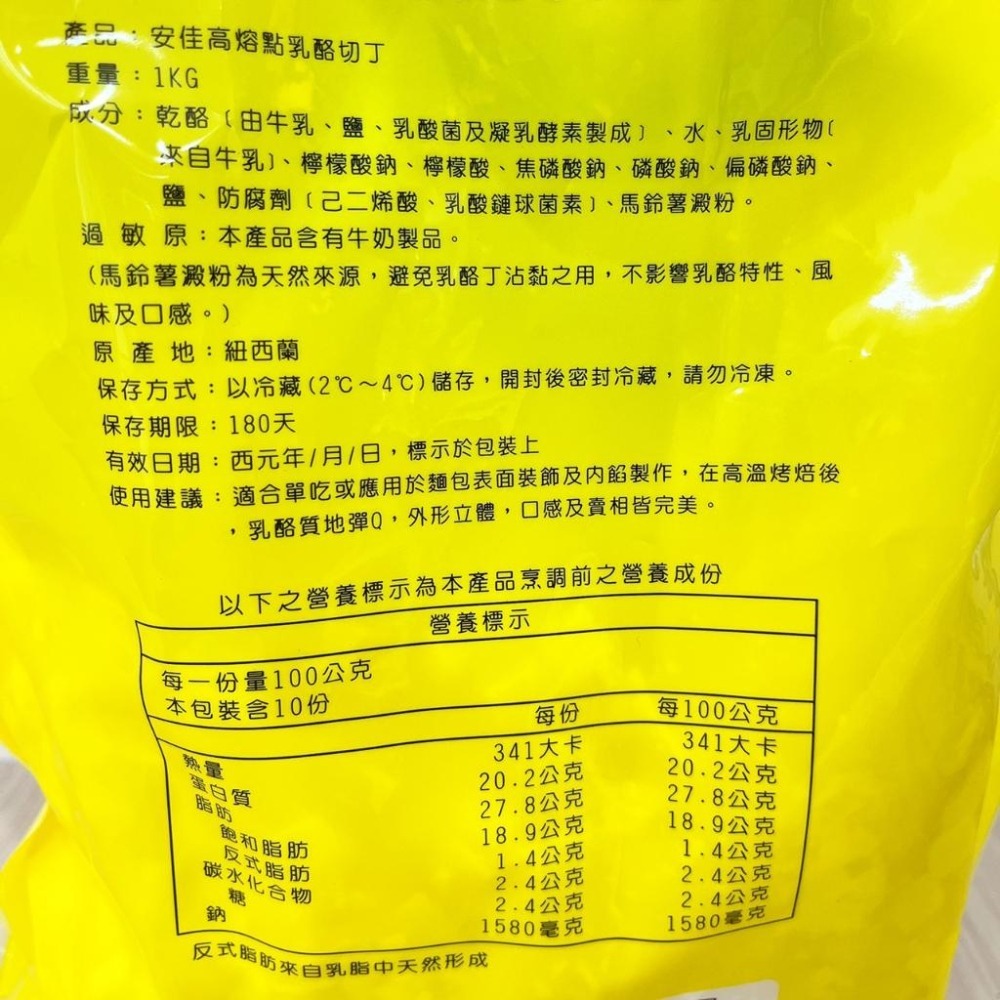 產品：安佳高熔點乳酪切丁
重量：1KG
成分：乾酪﹝由牛乳、鹽、乳酸菌及凝乳酵素製成﹞、水、乳固形物﹝
來自牛乳﹞、檸檬酸鈉、檸檬酸、焦磷酸鈉、磷酸鈉、偏磷酸鈉、
鹽、防腐劑﹝己二烯酸、乳酸鏈球菌素﹞、馬鈴薯澱粉。
過敏原：本產品含有牛奶製品。
(馬鈴薯澱粉為天然來源，避免乳酪丁沾黏之用，不影響乳酪特性、風
味及口感。)
原產地：紐西蘭
保存方式：以冷藏(2℃～4℃)儲存，開封後密封冷藏，請勿冷凍。
保存期限：180天
有效日期：西元年/月/日，標示於包裝上
使用建議：適合單吃或應用於麵包表面裝飾及內餡製作，在高溫烤焙後
，乳酪質地彈Q，外形立體，口感及賣相皆完美。
以下之營養標示為本產品烹調前之營養成份
營養標示
每一份量100公克
本包裝含10份
每份 每100公克
熱量 341大卡 341大卡
蛋白質 20.2公克 20.2公克
脂肪 27.8公克 27.8公克
飽和脂肪 18.9公克 18.9公克
反式脂肪 1.4公克 1.4公克
碳水化合物 2.4公克 2.4公克
糖 2.4公克 2.4公克
鈉 1580毫克 1580毫克
反式脂肪來自乳脂中天然形成